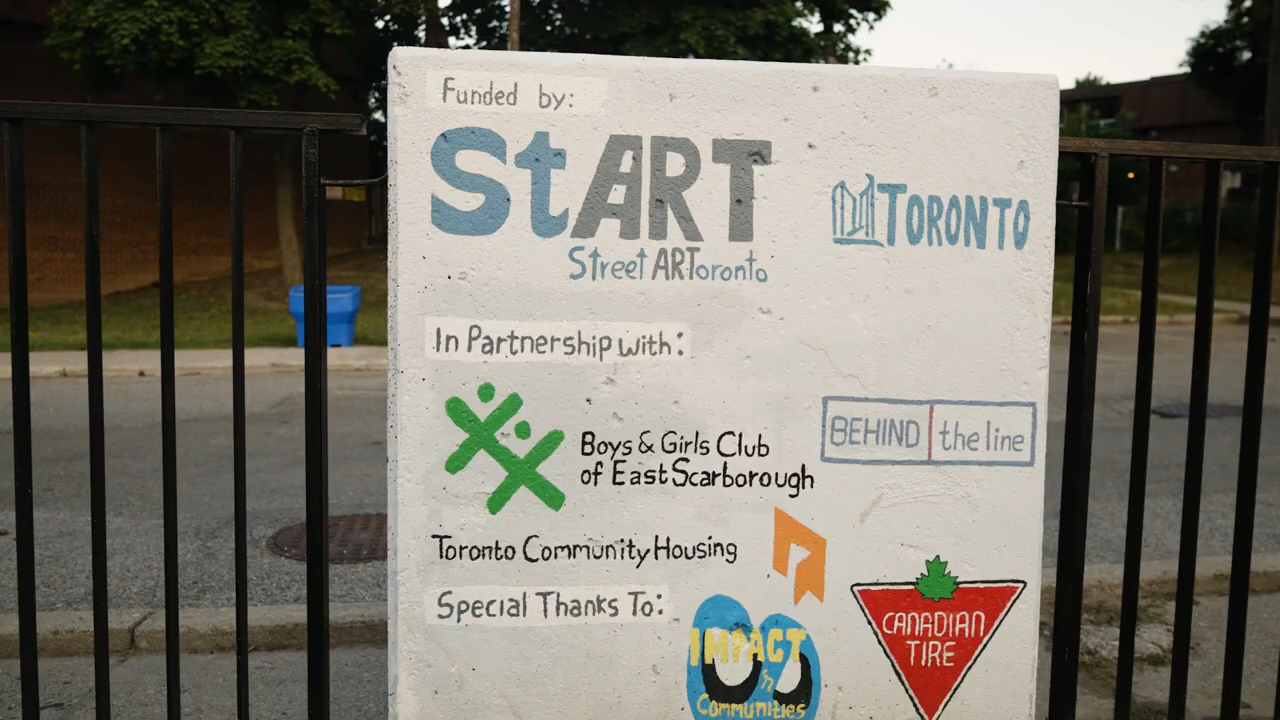 Funded by:
StART
Street ARToronto
TORONTO
In Partnership with:
Boys & Girls Club
of East Scarborough
BEHIND the line
Toronto Community Housing
Special Thanks To:
IMPACT
'n
Communities
CANADIAN
TIRE